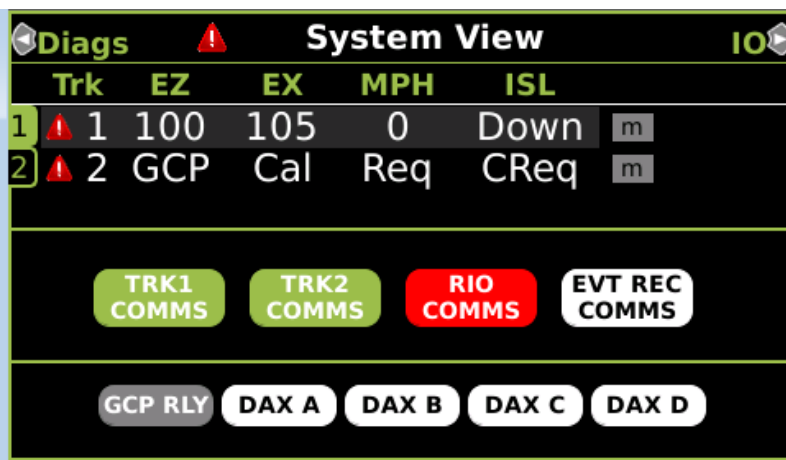 Diags System View IO
Trk EZ EX MPH ISL
1 1 100 105 0 Down m
2 2 GCP Cal Req CReq m
TRK1 TRK2 RIO EVT REC
COMMS COMMS COMMS COMMS
GCP RLY DAX A DAX B DAX C DAX D